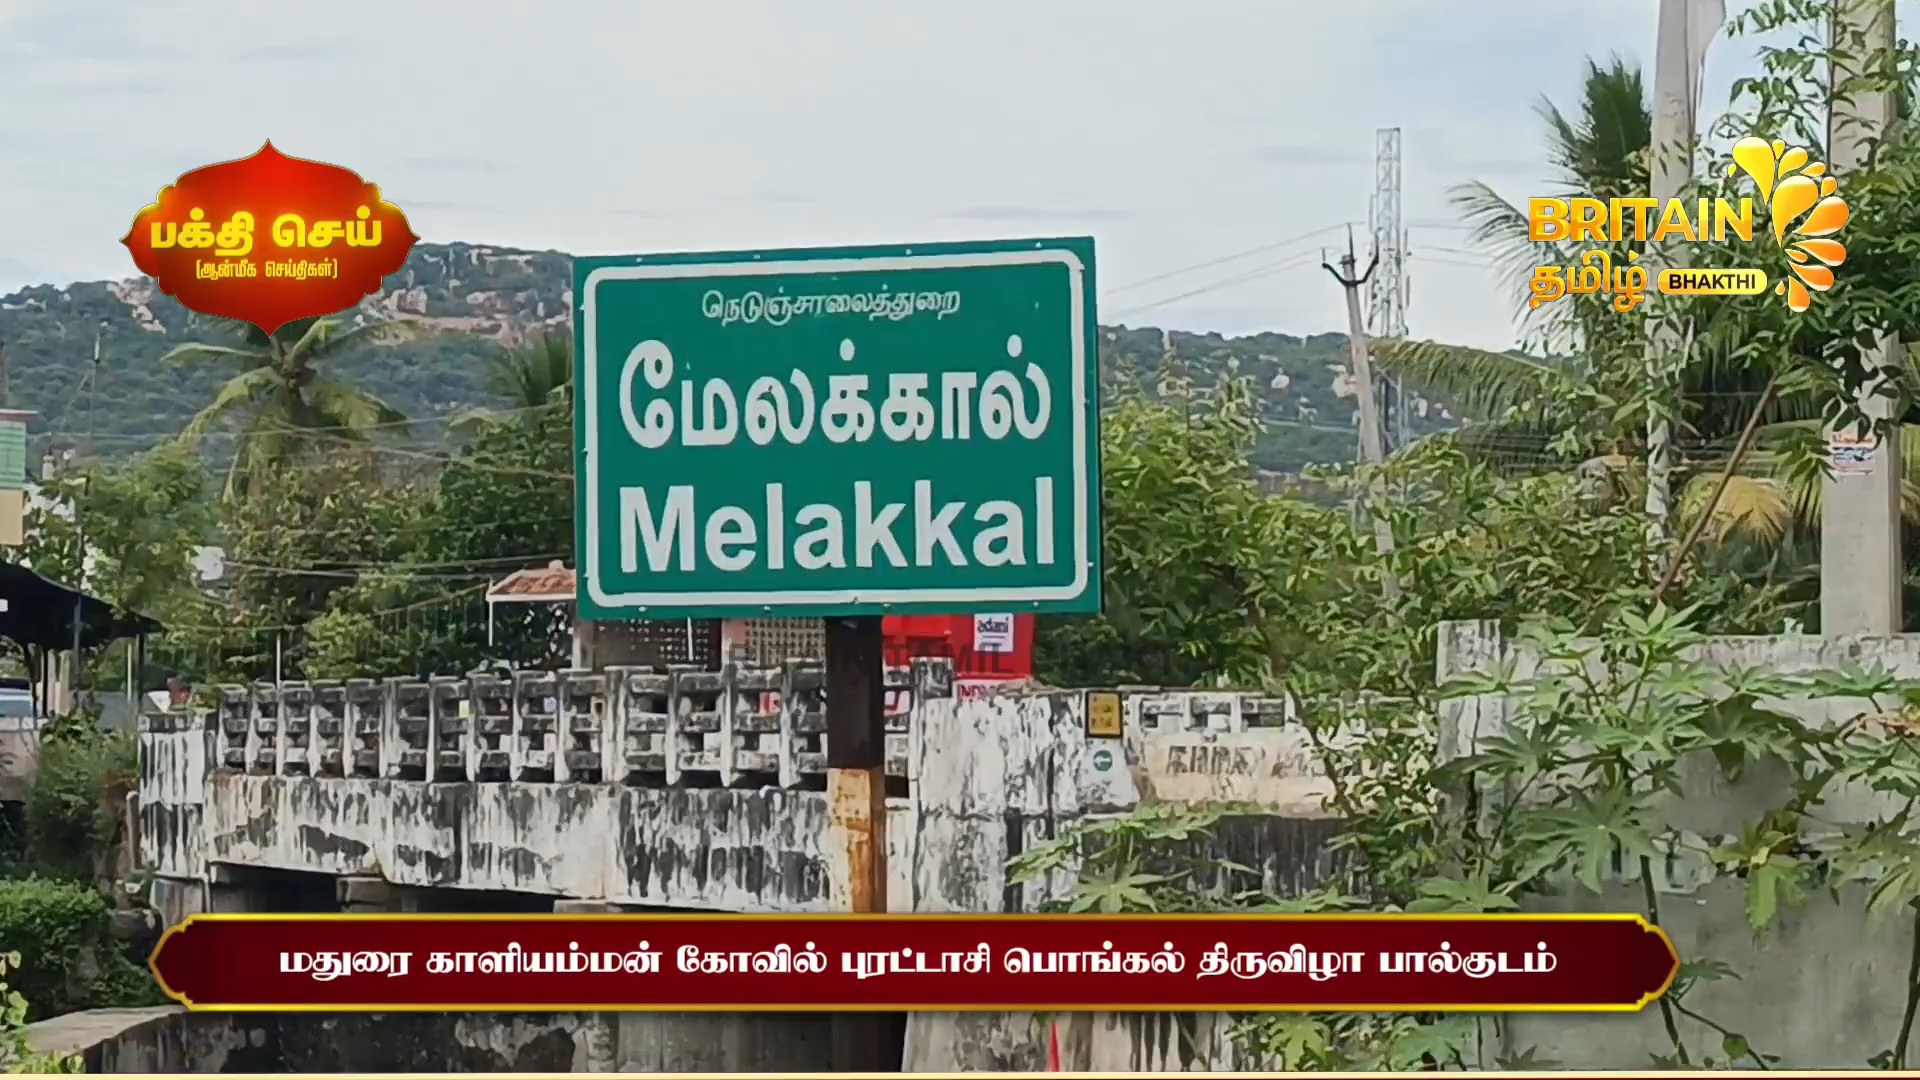 பக்தி செய்
(ஆன்மீக செய்திகள்)
BRITAIN
தமிழ் BHAKTHI
நெடுஞ்சாலைத்துறை
மேலக்கால்
Melakkal
மதுரை காளியம்மன் கோவில் புரட்டாசி பொங்கல் திருவிழா பால்குடம்